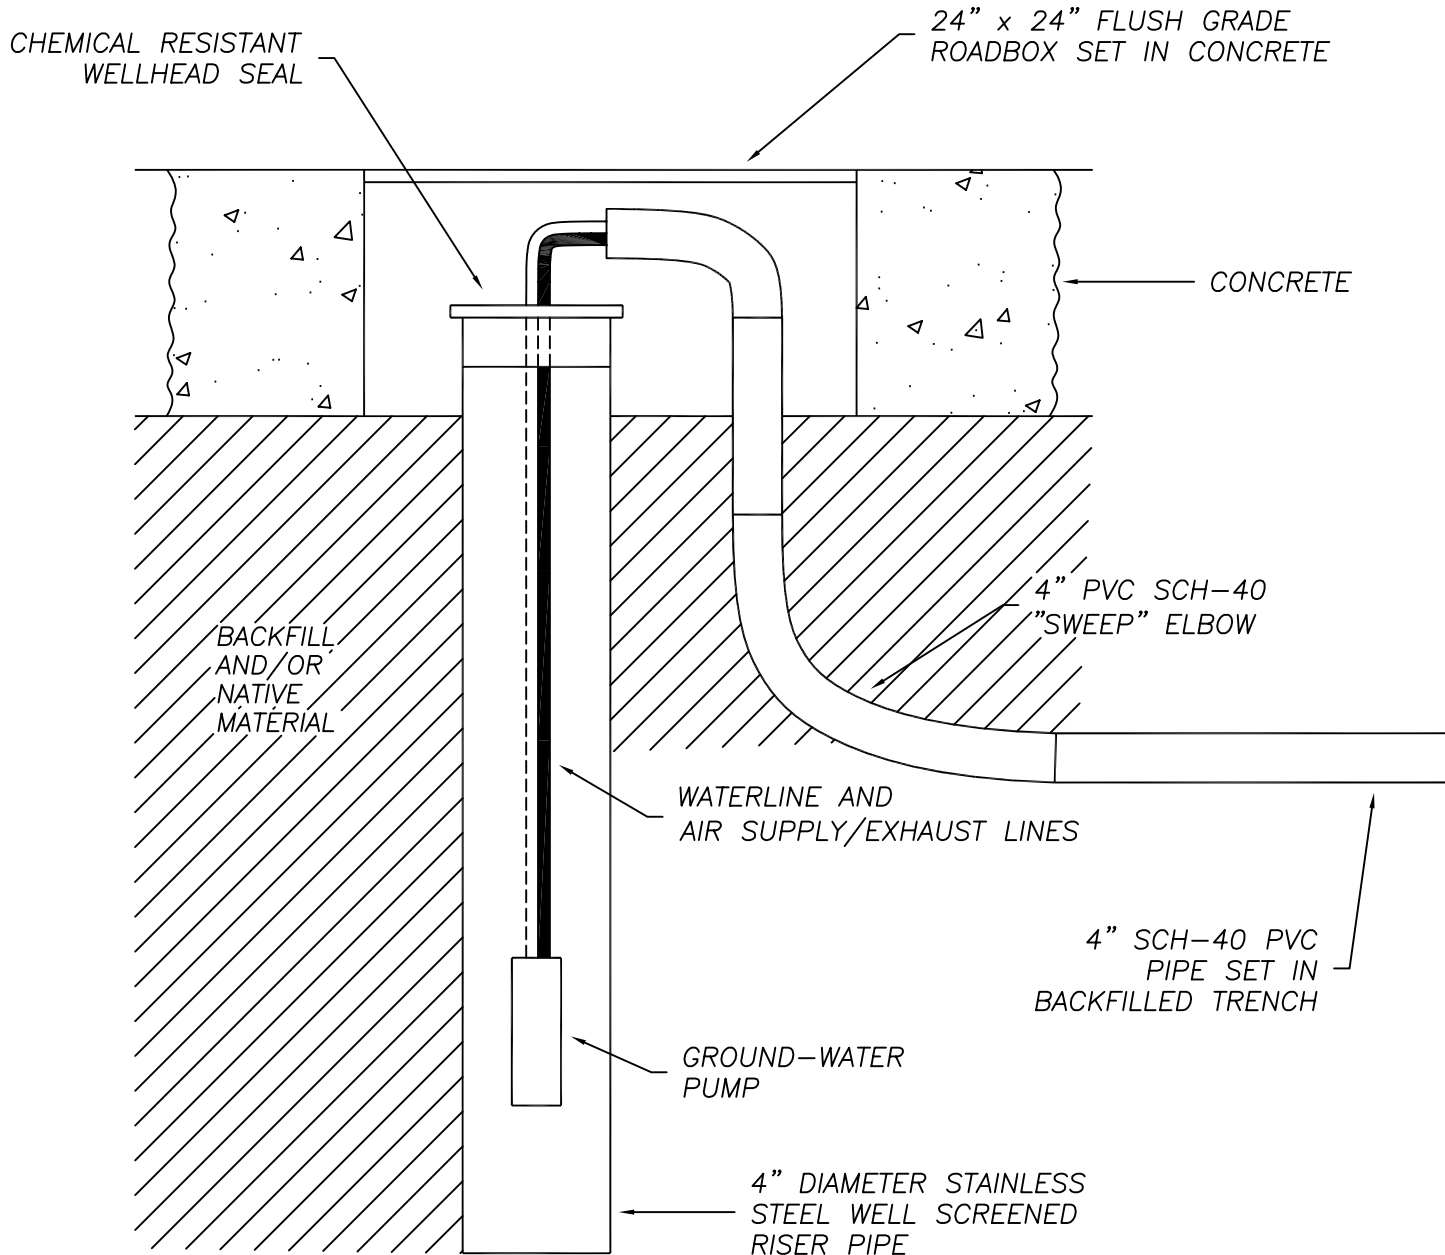 24” x 24” FLUSH GRADE
ROADBOX SET IN CONCRETE
CHEMICAL RESISTANT
WELLHEAD SEAL
CONCRETE
4” PVC SCH-40
”SWEEP” ELBOW
BACKFILL
AND/OR
NATIVE
MATERIAL
WATERLINE AND
AIR SUPPLY/EXHAUST LINES
4” SCH-40 PVC
PIPE SET IN
BACKFILLED TRENCH
GROUND-WATER
PUMP
4” DIAMETER STAINLESS
STEEL WELL SCREENED
RISER PIPE